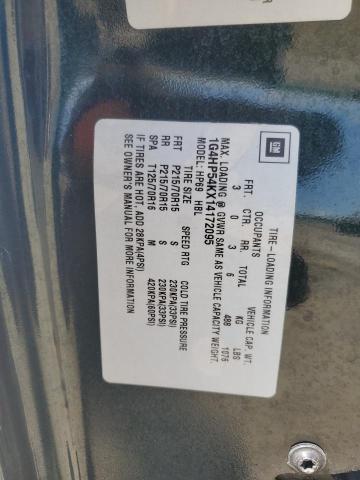 GM
TIRE-LOADING INFORMATION
OCCUPANTS VEHICLE CAP. WT.
FRT. CTR. RR. TOTAL KG LBS
3 0 3 6 488 1076
MAX. LOADING @ GVWR SAME AS VEHICLE CAPACITY WEIGHT.
1G4HP54KX14172095
MODEL: HP69 HBL
TIRE SIZE SPEED RTG COLD TIRE PRESSURE
FRT P215/70R15 S 230KPA(33PSI)
RR P215/70R15 S 230KPA(33PSI)
SPA T125/70R15 M 420KPA(60PSI)
IF TIRES ARE HOT, ADD 28KPA(4PSI)
SEE OWNER'S MANUAL FOR MORE INFORMATION